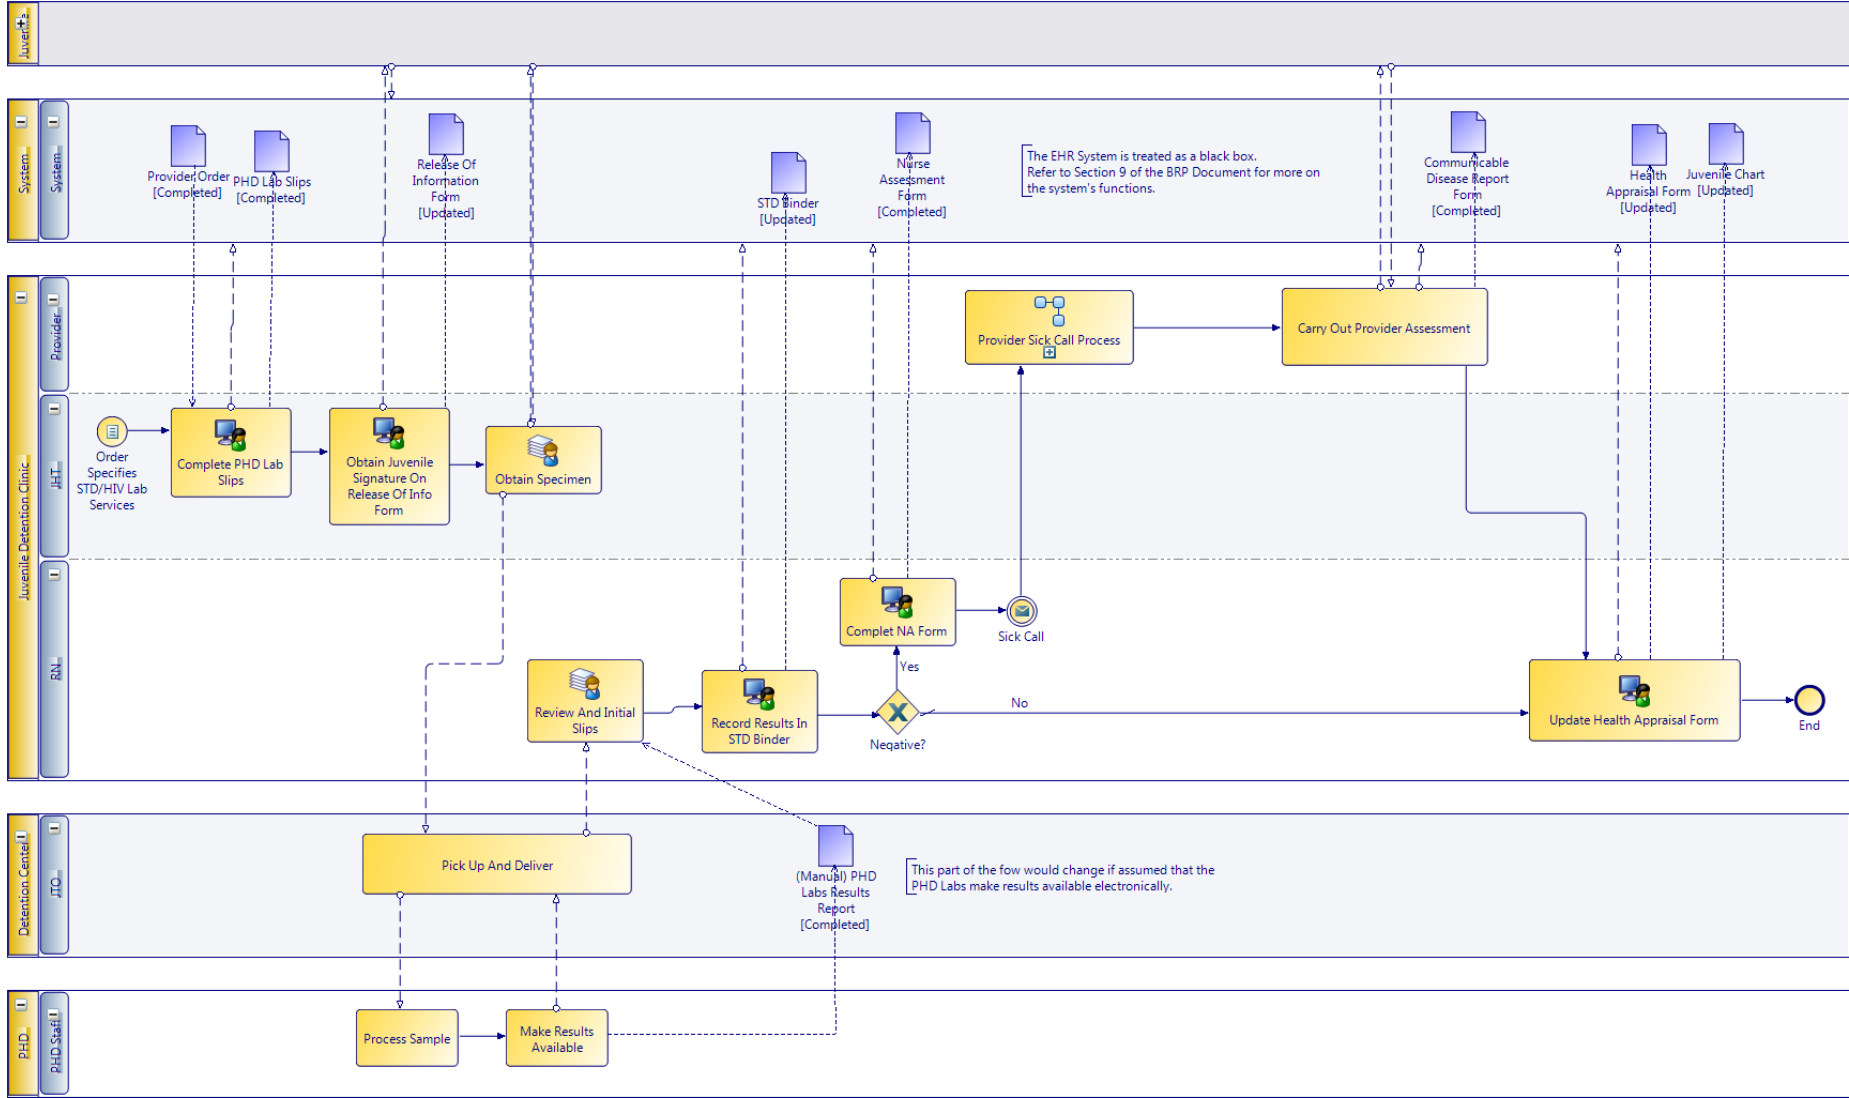 Juvenile
System
System
Provider Order
[Completed]
PHD Lab Slips
[Completed]
Release Of
Information
Form
[Updated]
STD Binder
[Updated]
Nurse
Assessment
Form
[Completed]
The EHR System is treated as a black box.
Refer to Section 9 of the BRP Document for more on
the system's functions.
Communicable
Disease Report
Form
[Completed]
Health
Appraisal Form
[Updated]
Juvenile Chart
[Updated]
Juvenile Detention Clinic
Provider
Provider Sick Call Process
Carry Out Provider Assessment
JHT
Order
Specifies
STD/HIV Lab
Services
Complete PHD Lab
Slips
Obtain Juvenile
Signature On
Release Of Info
Form
Obtain Specimen
RN
Complet NA Form
Sick Call
Yes
Review And Initial
Slips
Record Results In
STD Binder
Negative?
No
Update Health Appraisal Form
End
Detention Center
JTO
Pick Up And Deliver
(Manual) PHD
Labs Results
Report
[Completed]
This part of the fow would change if assumed that the
PHD Labs make results available electronically.
PHD
PHD Staff
Process Sample
Make Results
Available